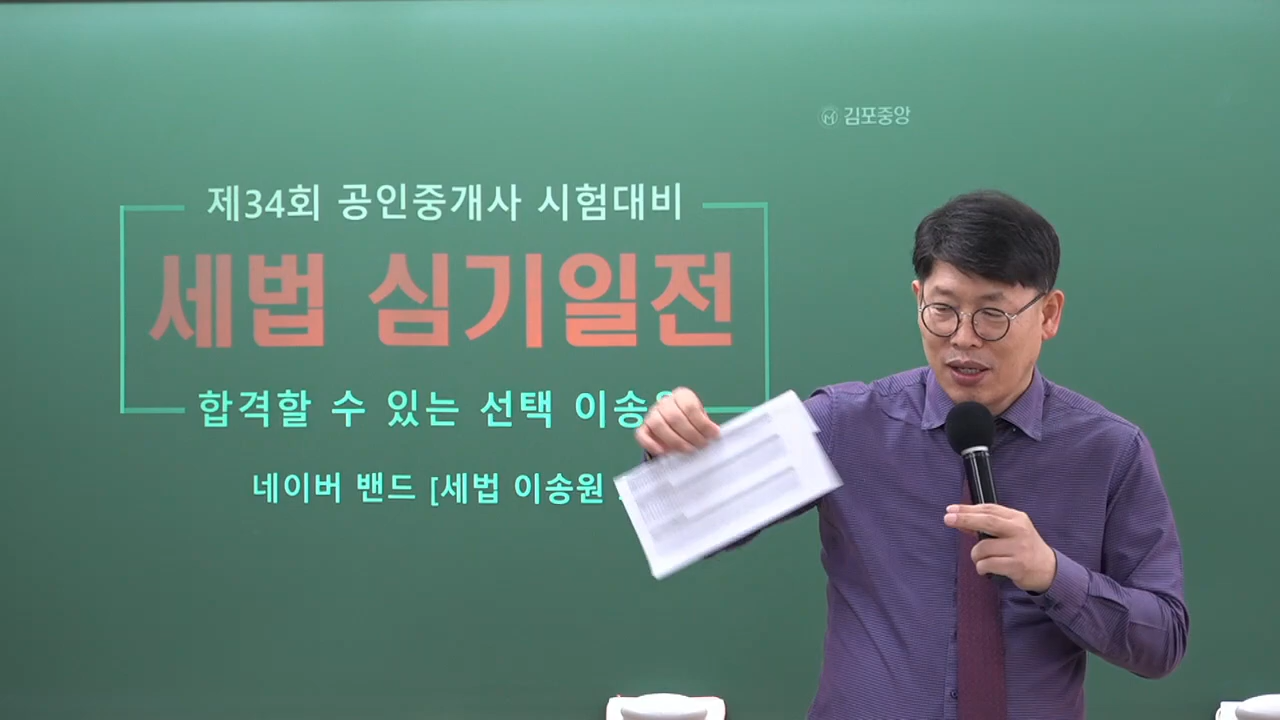 김포중앙
제34회 공인중개사 시험대비
세법 심기일전
합격할 수 있는 선택 이송
네이버 밴드 [세법 이송원